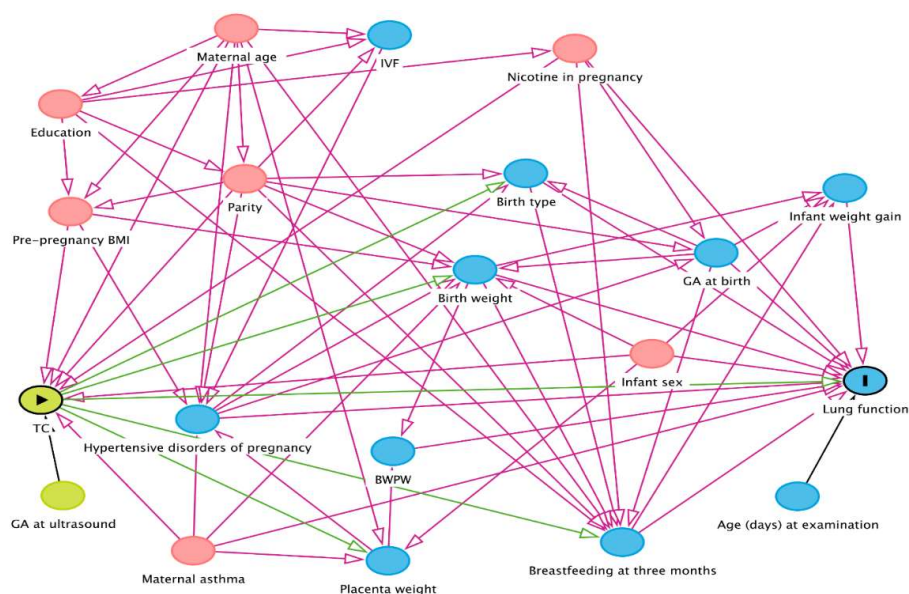 Maternal age
IVF
Nicotine in pregnancy
Education
Parity
Birth type
Infant weight gain
Pre-pregnancy BMI
GA at birth
Birth weight
Infant sex
Lung function
TC
Hypertensive disorders of pregnancy
BWPW
GA at ultrasound
Age (days) at examination
Maternal asthma
Placenta weight
Breastfeeding at three months